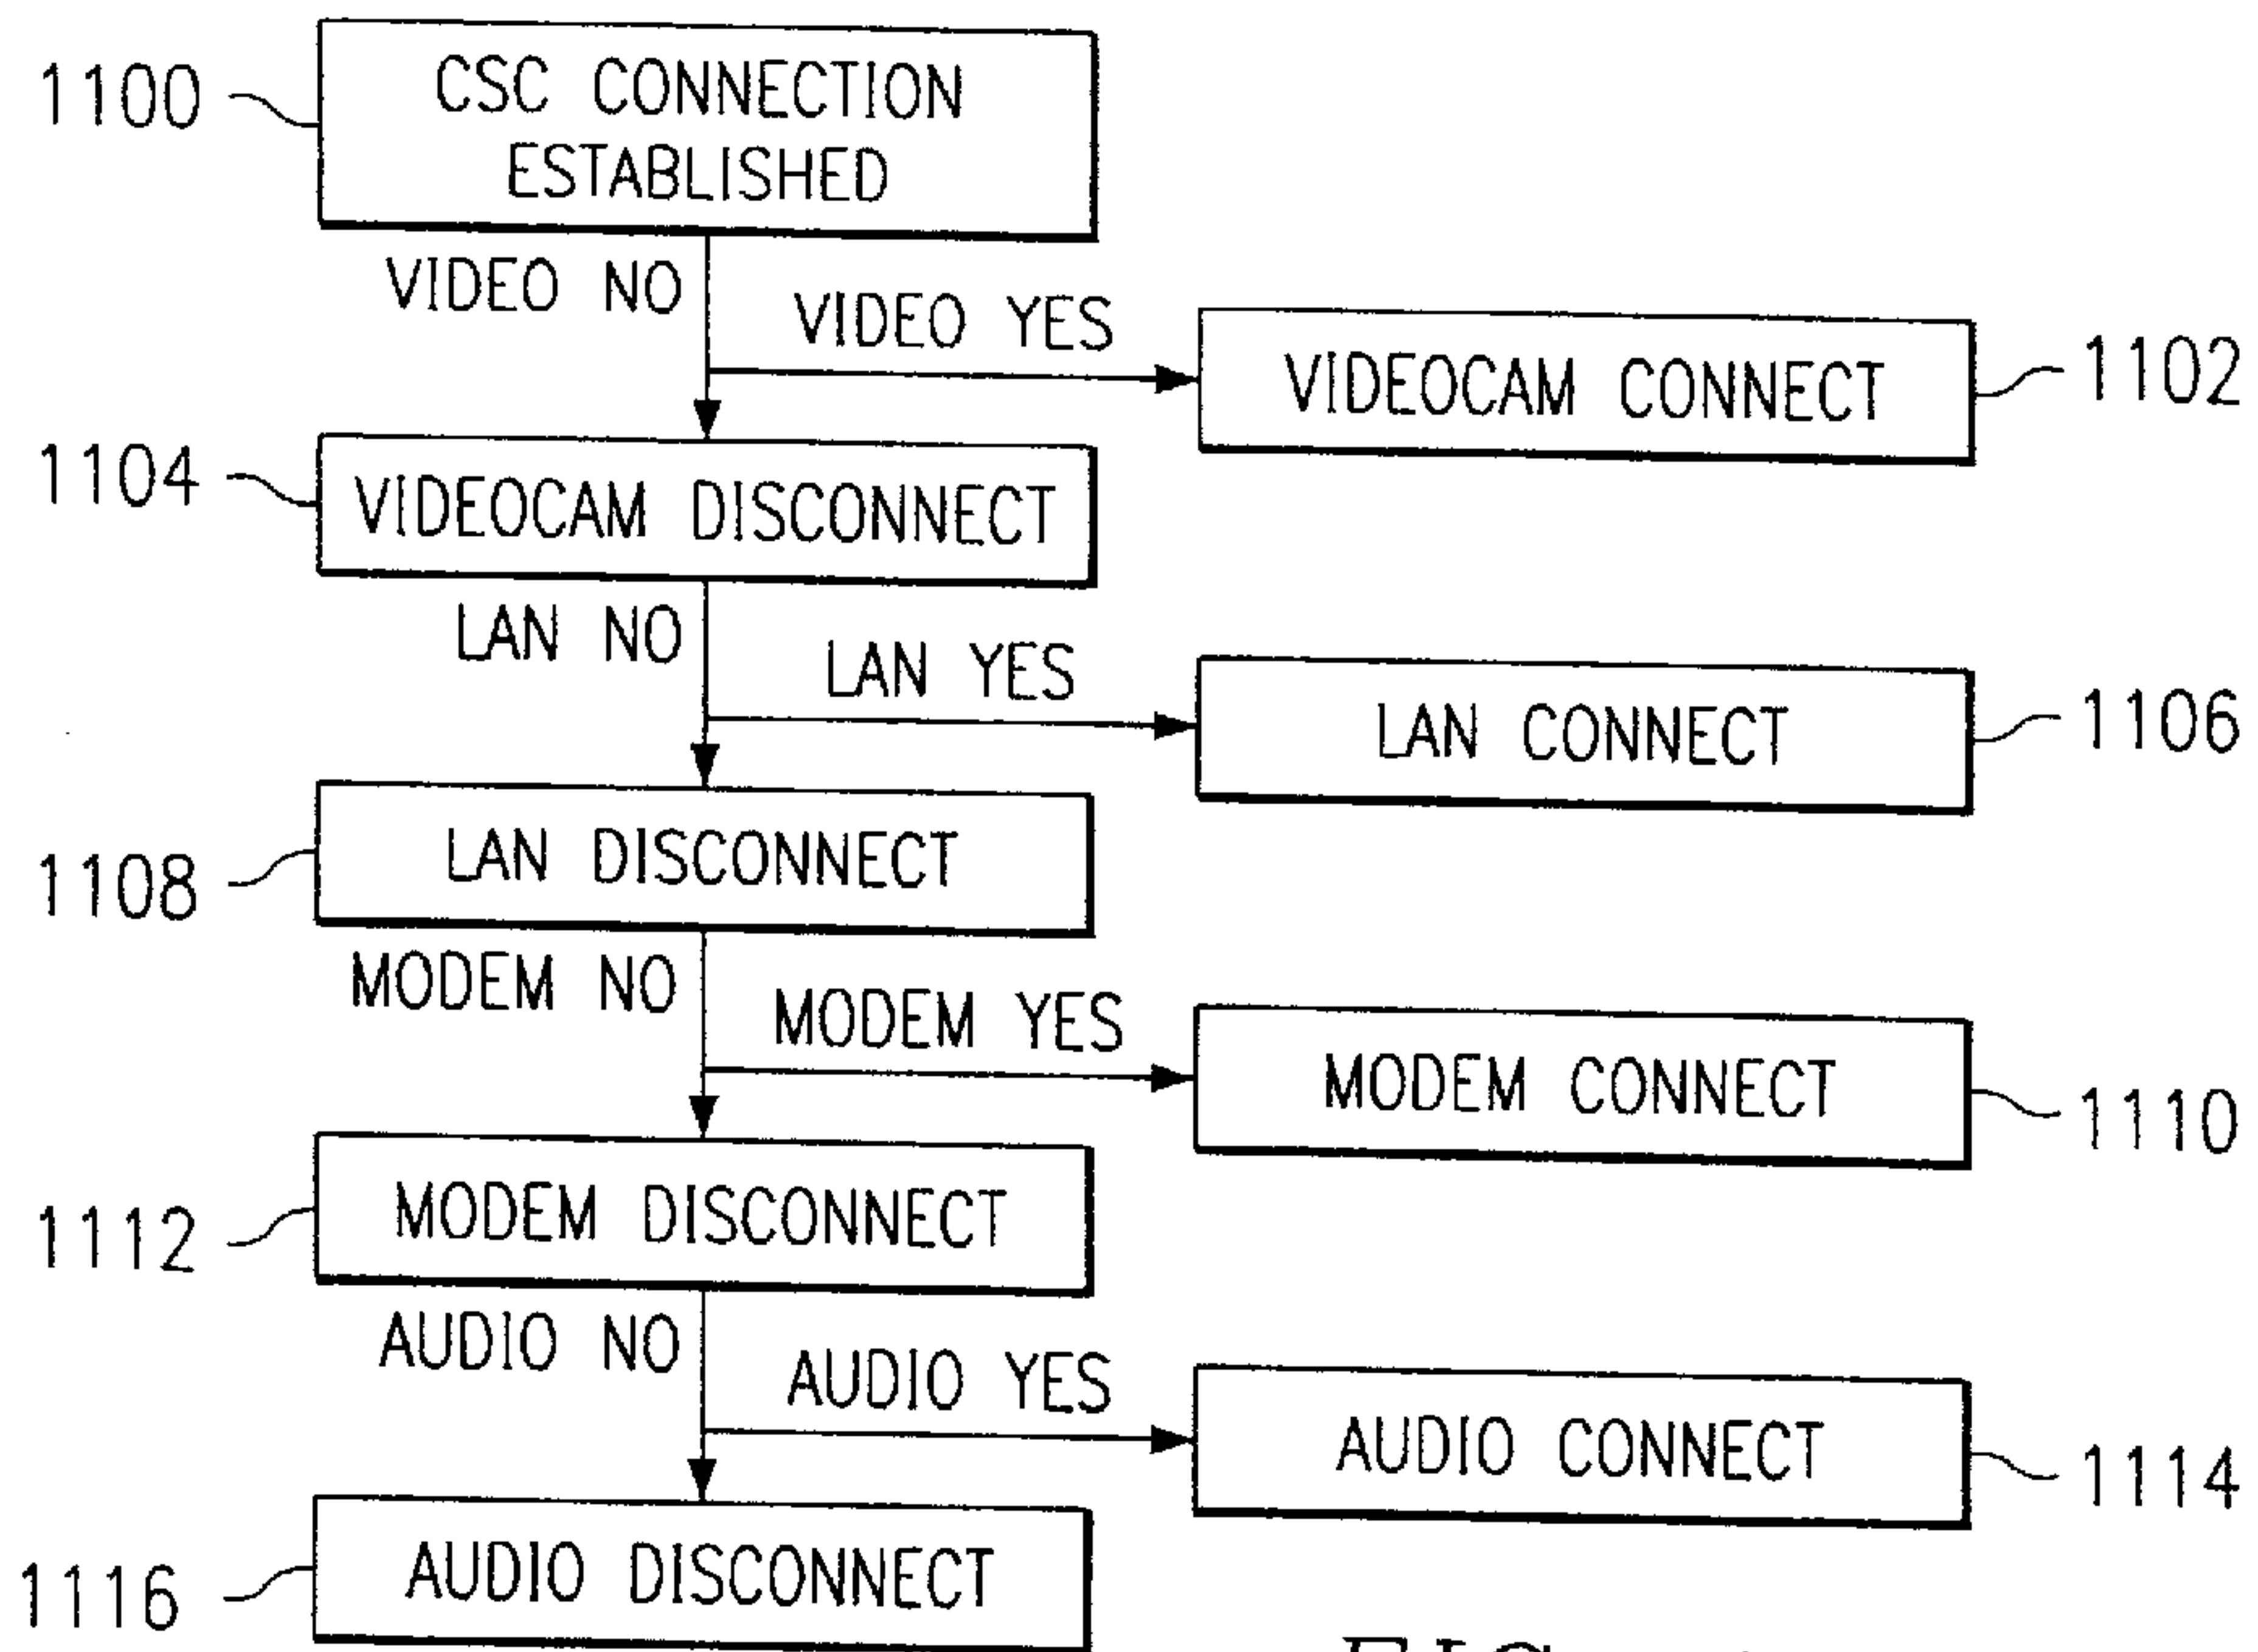 1100
CSC CONNECTION
ESTABLISHED
VIDEO NO
VIDEO YES
VIDEOCAM CONNECT
1102
1104
VIDEOCAM DISCONNECT
LAN NO
LAN YES
LAN CONNECT
1106
1108
LAN DISCONNECT
MODEM NO
MODEM YES
MODEM CONNECT
1110
1112
MODEM DISCONNECT
AUDIO NO
AUDIO YES
AUDIO CONNECT
1114
1116
AUDIO DISCONNECT